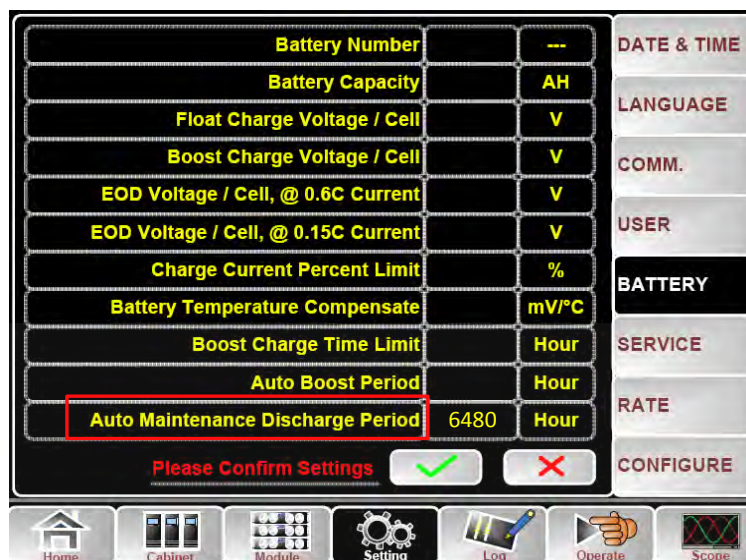 Battery Number ---
DATE & TIME
Battery Capacity AH
LANGUAGE
Float Charge Voltage / Cell V
Boost Charge Voltage / Cell V
COMM.
EOD Voltage / Cell, @ 0.6C Current V
EOD Voltage / Cell, @ 0.15C Current V
USER
Charge Current Percent Limit %
BATTERY
Battery Temperature Compensate mV/°C
Boost Charge Time Limit Hour
SERVICE
Auto Boost Period Hour
Auto Maintenance Discharge Period 6480 Hour
RATE
Please Confirm Settings
CONFIGURE
Home Cabinet Module Setting Log Operate Scope